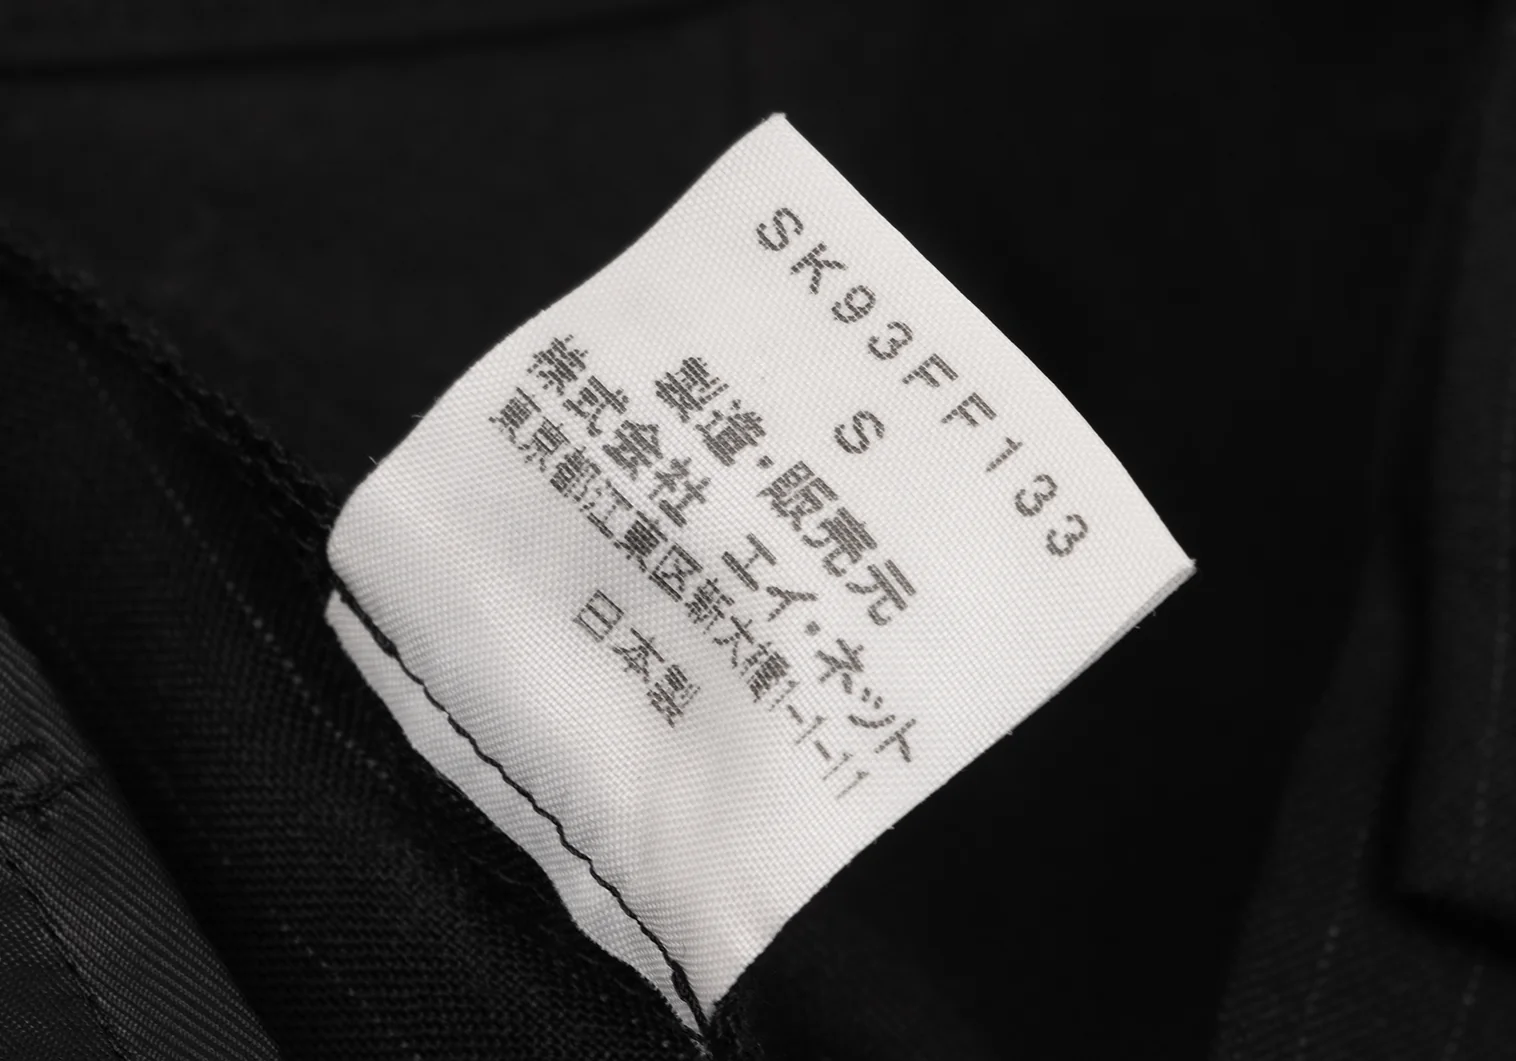 SK93FF133
S
製造・販売元
株式会社 エイ・ネット
東京都江東区新大橋1-1-11
日本製